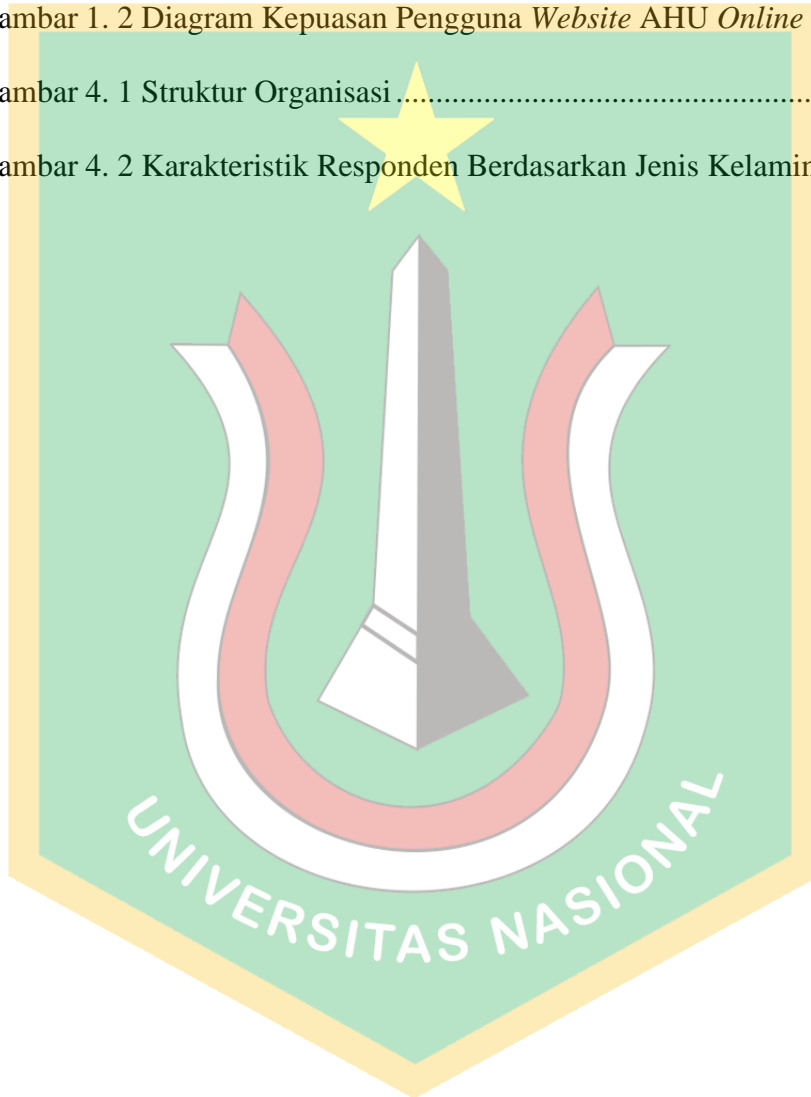 ambar 1. 2 Diagram Kepuasan Pengguna Website AHU Online
ambar 4. 1 Struktur Organisasi.....................................................
ambar 4. 2 Karakteristik Responden Berdasarkan Jenis Kelamin
UNIVERSITAS NASIONAL